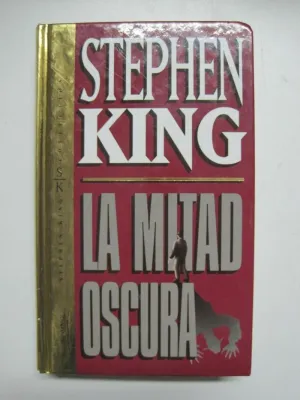 STEPHEN
KING
LA MITAD
OSCURA
S
K